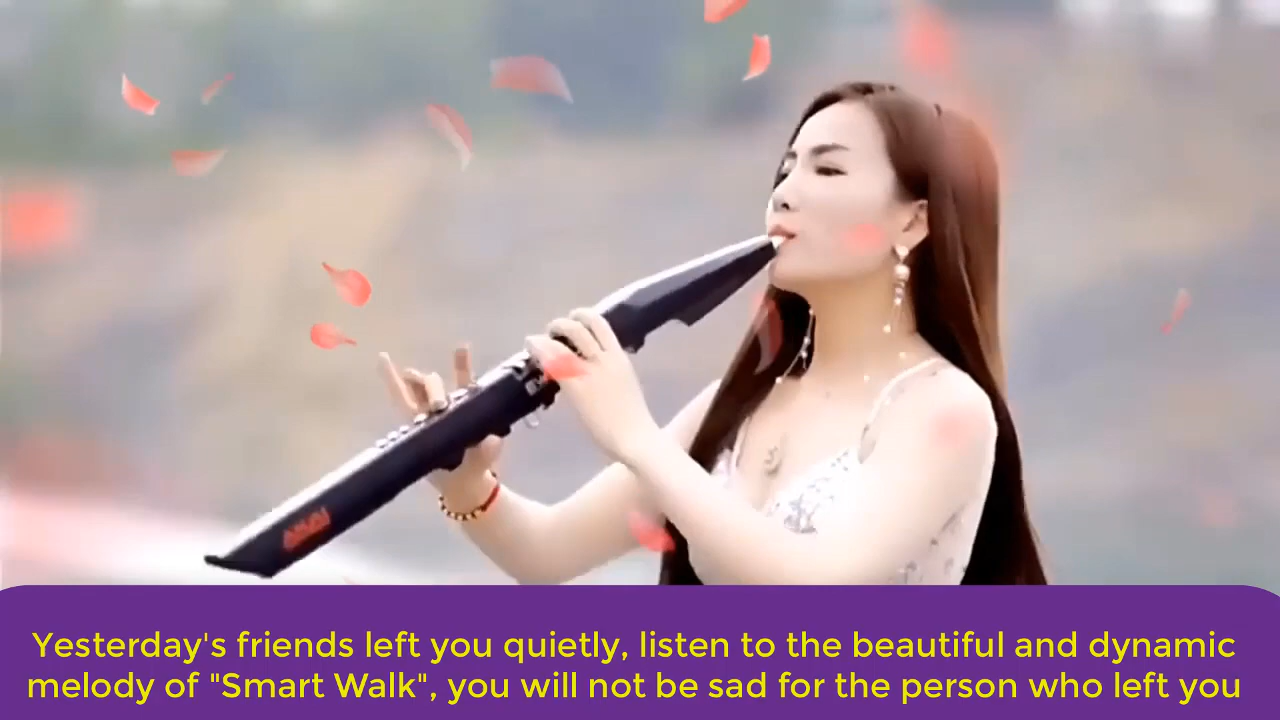 AKAI
Yesterday's friends left you quietly, listen to the beautiful and dynamic
melody of "Smart Walk", you will not be sad for the person who left you